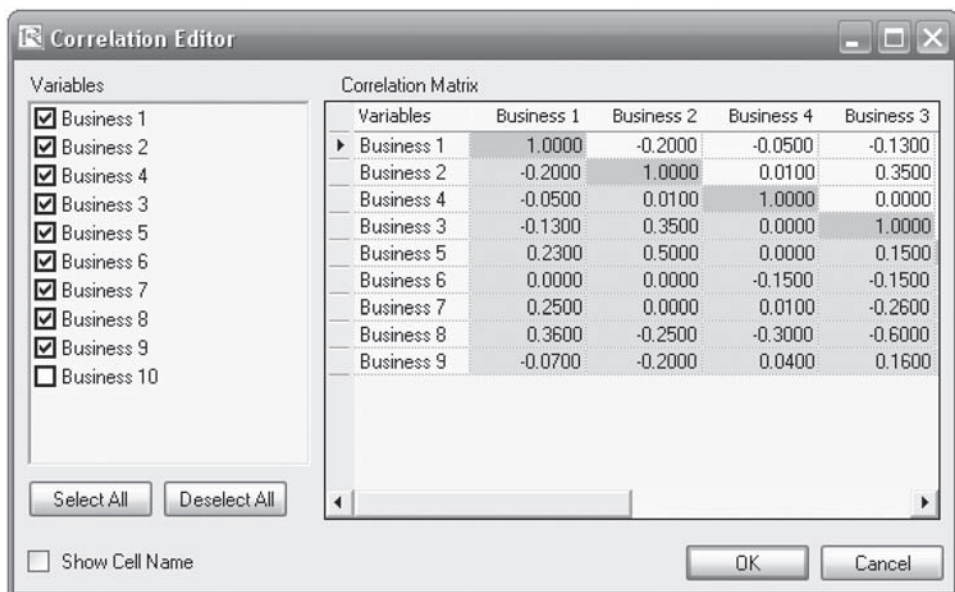 Correlation Editor
Variables
Business 1
Business 2
Business 4
Business 3
Business 5
Business 6
Business 7
Business 8
Business 9
Business 10
Select All Deselect All
Show Cell Name
Correlation Matrix
Variables Business 1 Business 2 Business 4 Business 3
Business 1 1.0000 -0.2000 -0.0500 -0.1300
Business 2 -0.2000 1.0000 0.0100 0.3500
Business 4 -0.0500 0.0100 1.0000 0.0000
Business 3 -0.1300 0.3500 0.0000 1.0000
Business 5 0.2300 0.5000 0.0000 0.1500
Business 6 0.0000 0.0000 -0.1500 -0.1500
Business 7 0.2500 0.0000 0.0100 -0.2600
Business 8 0.3600 -0.2500 -0.3000 -0.6000
Business 9 -0.0700 -0.2000 0.0400 0.1600
OK Cancel